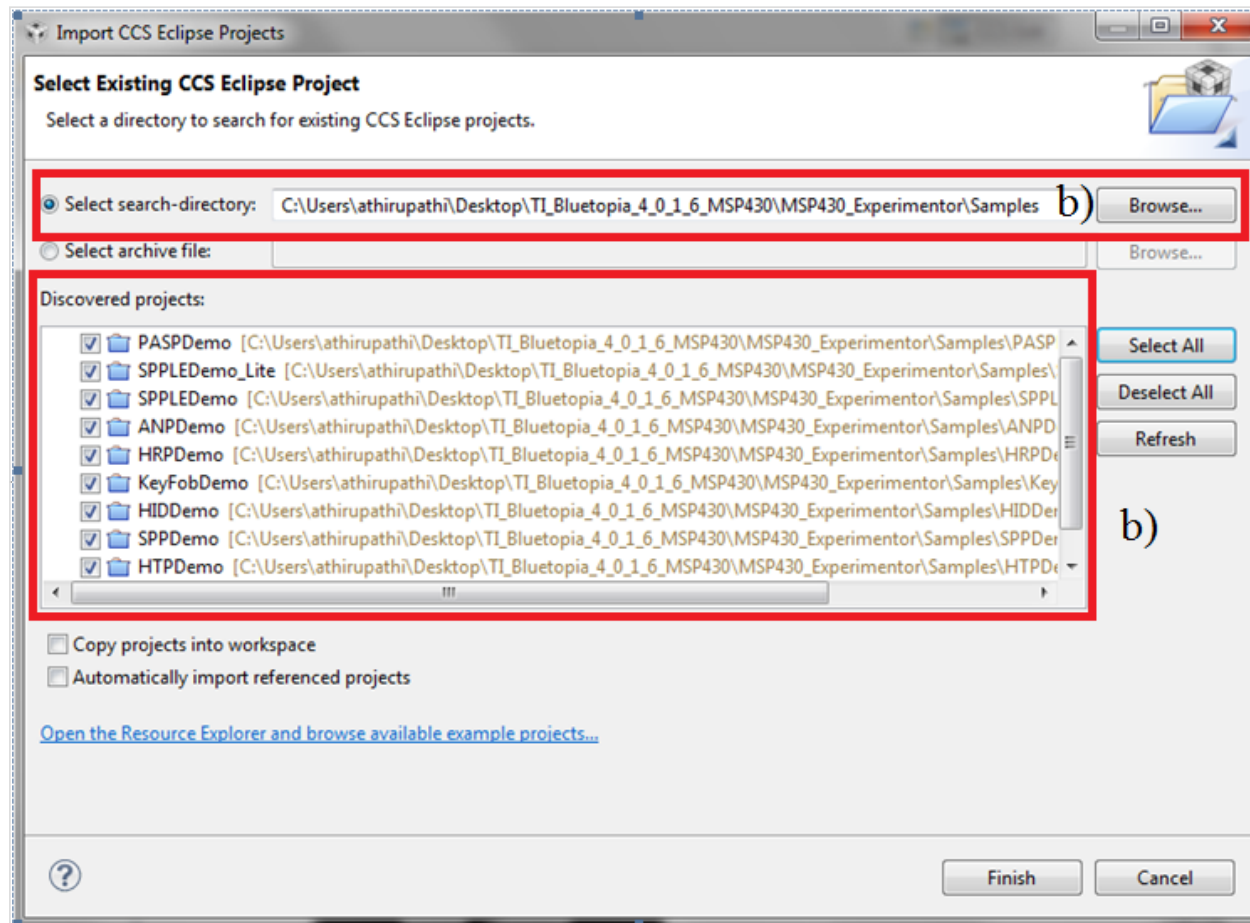 Import CCS Eclipse Projects
Select Existing CCS Eclipse Project
Select a directory to search for existing CCS Eclipse projects.
Select search-directory: C:\Users\athirupathi\Desktop\TI_Bluetopia_4_0_1_6_MSP430\MSP430_Experimentor\Samples b) Browse...
Select archive file: Browse...
Discovered projects:
PASPDemo [C:\Users\athirupathi\Desktop\TI_Bluetopia_4_0_1_6_MSP430\MSP430_Experimentor\Samples\PASP
SPPLEDemo_Lite [C:\Users\athirupathi\Desktop\TI_Bluetopia_4_0_1_6_MSP430\MSP430_Experimentor\Samples\
SPPLEDemo [C:\Users\athirupathi\Desktop\TI_Bluetopia_4_0_1_6_MSP430\MSP430_Experimentor\Samples\SPPL
ANPDemo [C:\Users\athirupathi\Desktop\TI_Bluetopia_4_0_1_6_MSP430\MSP430_Experimentor\Samples\ANPD
HRPDemo [C:\Users\athirupathi\Desktop\TI_Bluetopia_4_0_1_6_MSP430\MSP430_Experimentor\Samples\HRPDe
KeyFobDemo [C:\Users\athirupathi\Desktop\TI_Bluetopia_4_0_1_6_MSP430\MSP430_Experimentor\Samples\Key
HIDDemo [C:\Users\athirupathi\Desktop\TI_Bluetopia_4_0_1_6_MSP430\MSP430_Experimentor\Samples\HIDDer
SPPDemo [C:\Users\athirupathi\Desktop\TI_Bluetopia_4_0_1_6_MSP430\MSP430_Experimentor\Samples\SPPDer
HTPDemo [C:\Users\athirupathi\Desktop\TI_Bluetopia_4_0_1_6_MSP430\MSP430_Experimentor\Samples\HTPDe
Select All
Deselect All
Refresh
b)
Copy projects into workspace
Automatically import referenced projects
Open the Resource Explorer and browse available example projects...
Finish Cancel